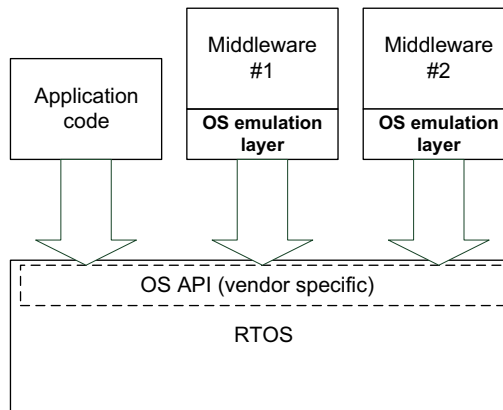 Application
code
Middleware
#1
OS emulation
layer
Middleware
#2
OS emulation
layer
OS API (vendor specific)
RTOS